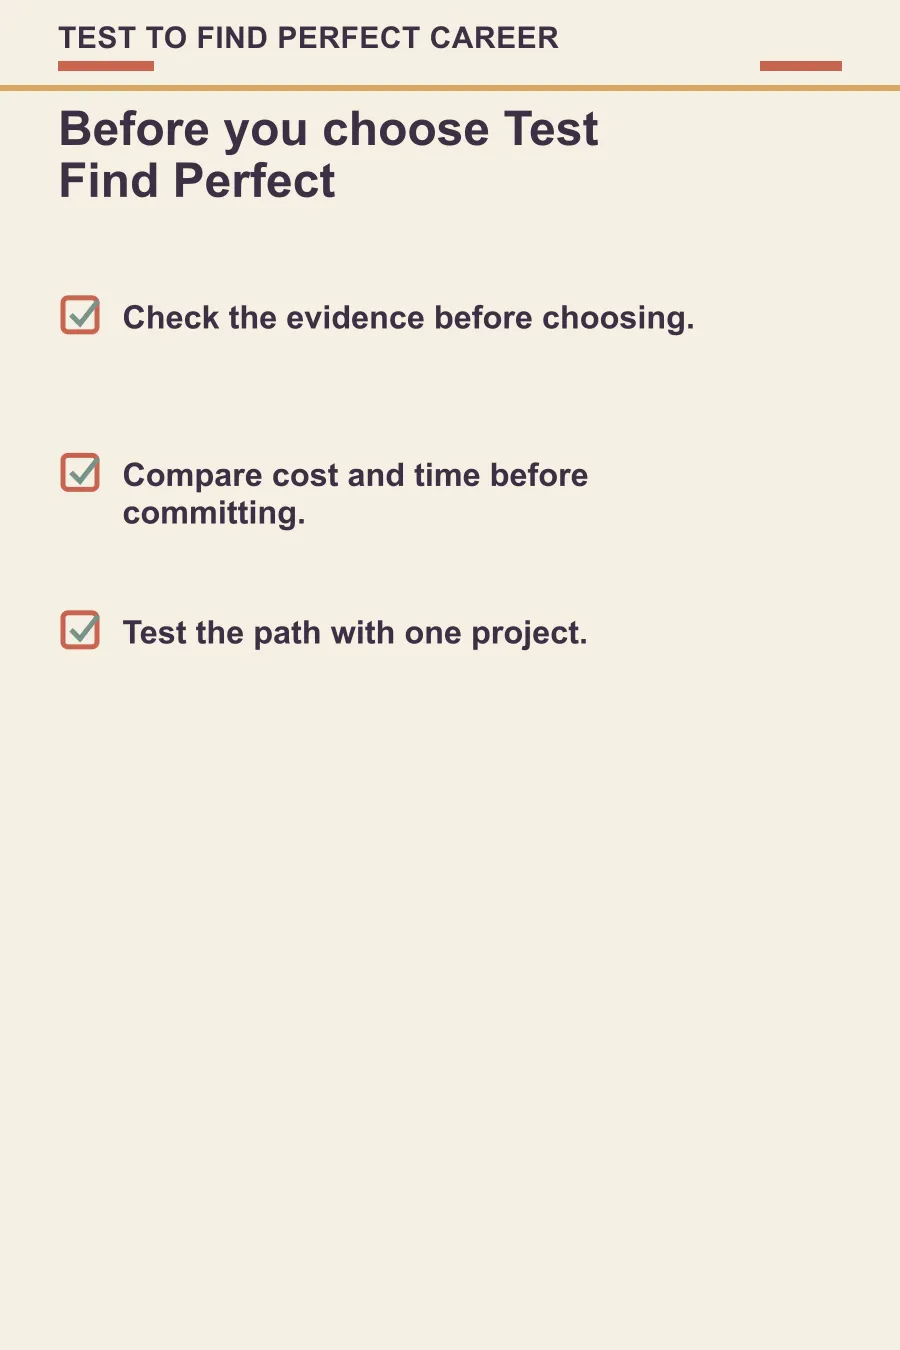 TEST TO FIND PERFECT CAREER
Before you choose Test
Find Perfect
Check the evidence before choosing.
Compare cost and time before
committing.
Test the path with one project.